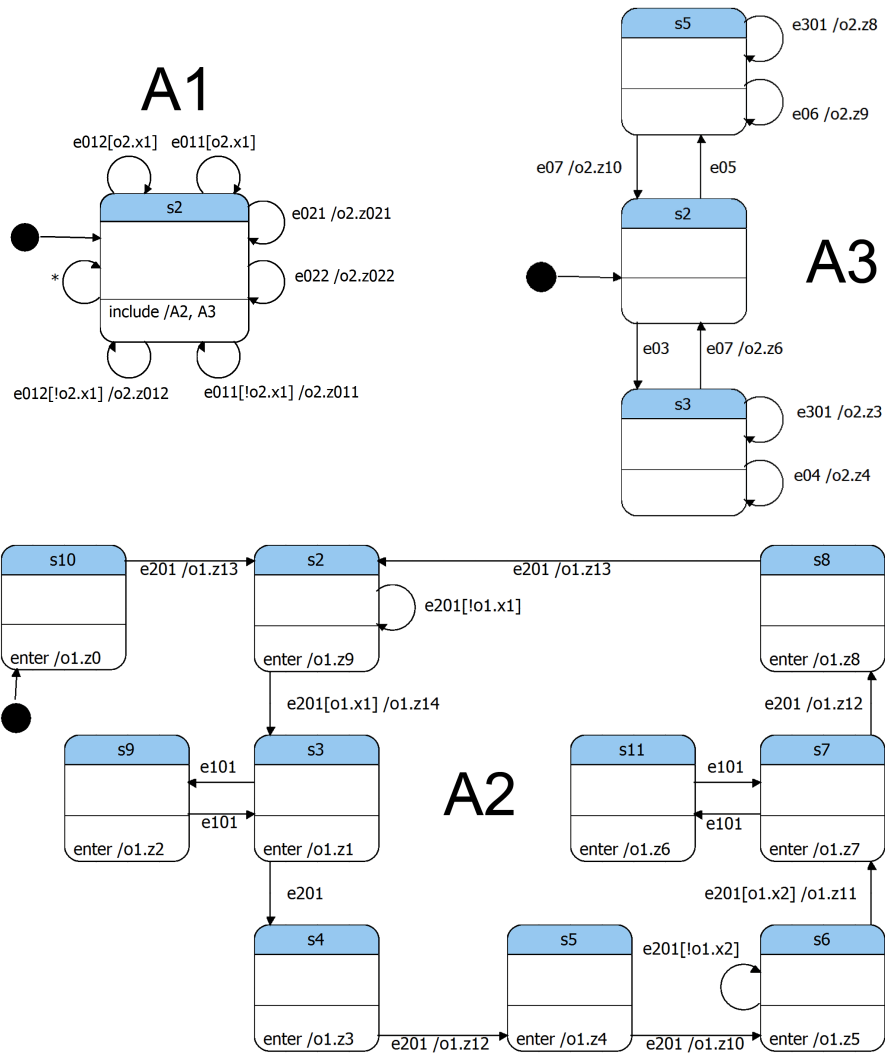 A1
e012[o2.x1]
e011[o2.x1]
s2
e021 /o2.z021
*
e022 /o2.z022
include /A2, A3
e012[!o2.x1] /o2.z012
e011[!o2.x1] /o2.z011
s5
e301 /o2.z8
e06 /o2.z9
e07 /o2.z10
e05
s2
A3
e03
e07 /o2.z6
s3
e301 /o2.z3
e04 /o2.z4
s10
enter /o1.z0
e201 /o1.z13
s2
e201[!o1.x1]
enter /o1.z9
e201 /o1.z13
s8
enter /o1.z8
e201[o1.x1] /o1.z14
e201 /o1.z12
s9
enter /o1.z2
e101
e101
s3
enter /o1.z1
A2
s11
enter /o1.z6
e101
e101
s7
enter /o1.z7
e201
e201[o1.x2] /o1.z11
s4
enter /o1.z3
e201 /o1.z12
s5
enter /o1.z4
e201 /o1.z10
e201[!o1.x2]
s6
enter /o1.z5